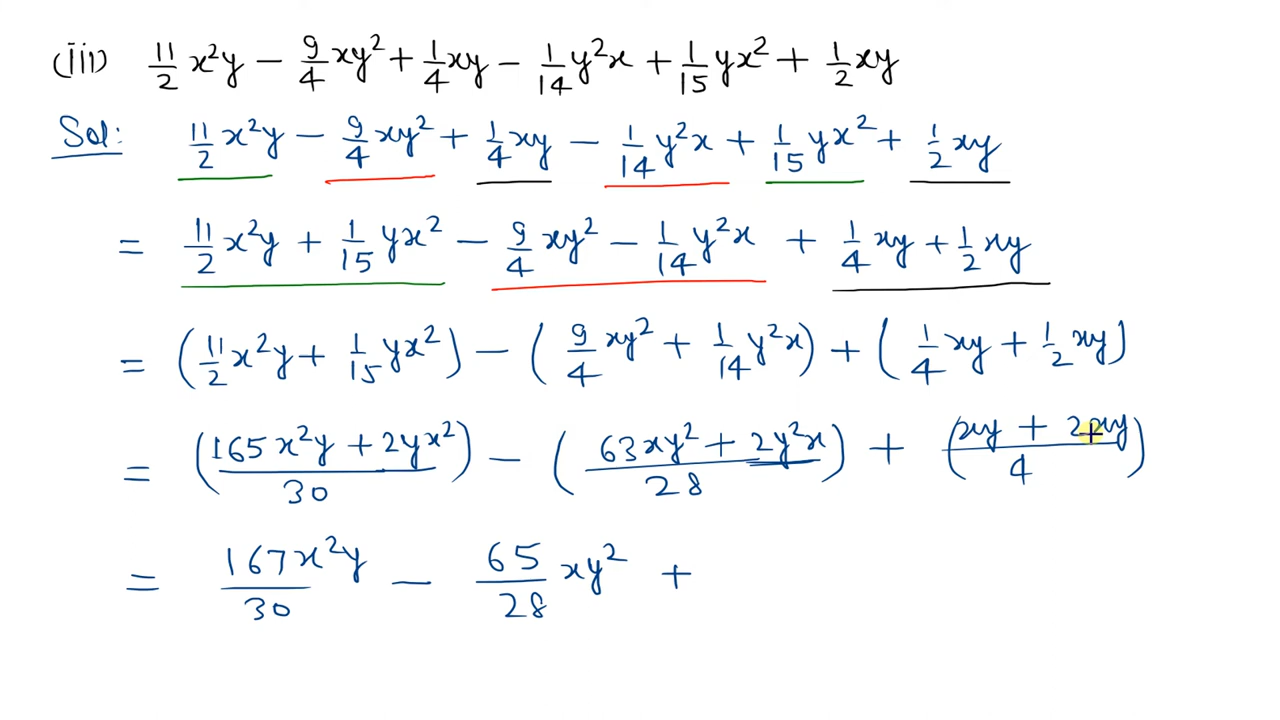 (iii) 11/2 x²y − 9/4 xy² + 1/4 xy − 1/14 y²x + 1/15 yx² + 1/2 xy
Sol: 11/2 x²y − 9/4 xy² + 1/4 xy − 1/14 y²x + 1/15 yx² + 1/2 xy
= 11/2 x²y + 1/15 yx² − 9/4 xy² − 1/14 y²x + 1/4 xy + 1/2 xy
= (11/2 x²y + 1/15 yx²) − (9/4 xy² + 1/14 y²x) + (1/4 xy + 1/2 xy)
= ((165x²y + 2yx²)/30) − ((63xy² + 2y²x)/28) + ((xy + 2xy)/4)
= 167x²y/30 − 65/28 xy² +